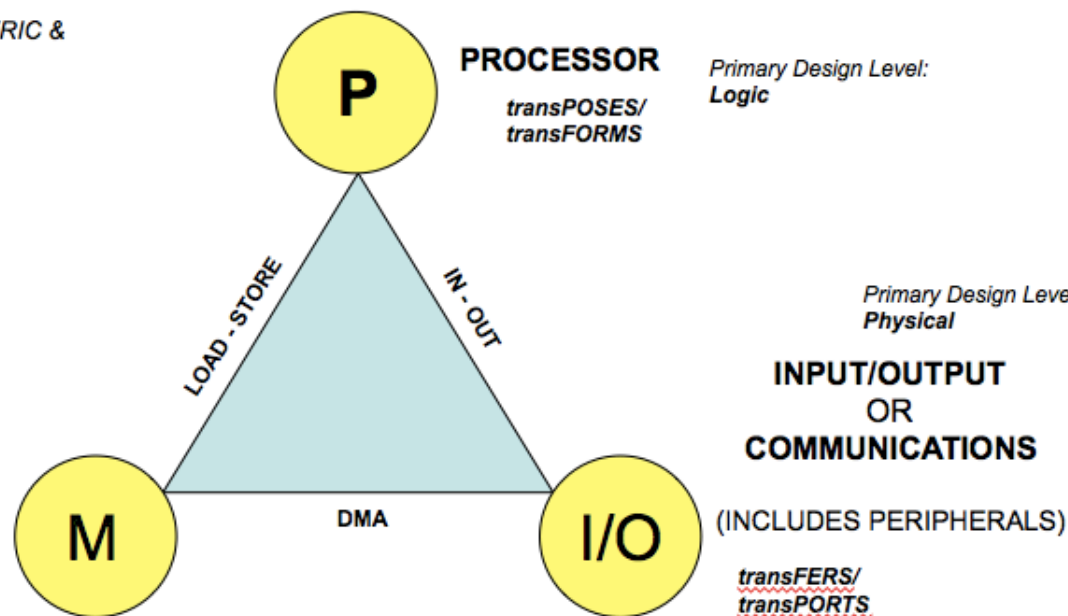 &
P
PROCESSOR
transPOSES/
transFORMS
Primary Design Level:
Logic
LOAD - STORE
IN - OUT
Primary Design Leve
Physical
INPUT/OUTPUT
OR
COMMUNICATIONS
M
DMA
I/O
(INCLUDES PERIPHERALS)
transFERS/
transPORTS